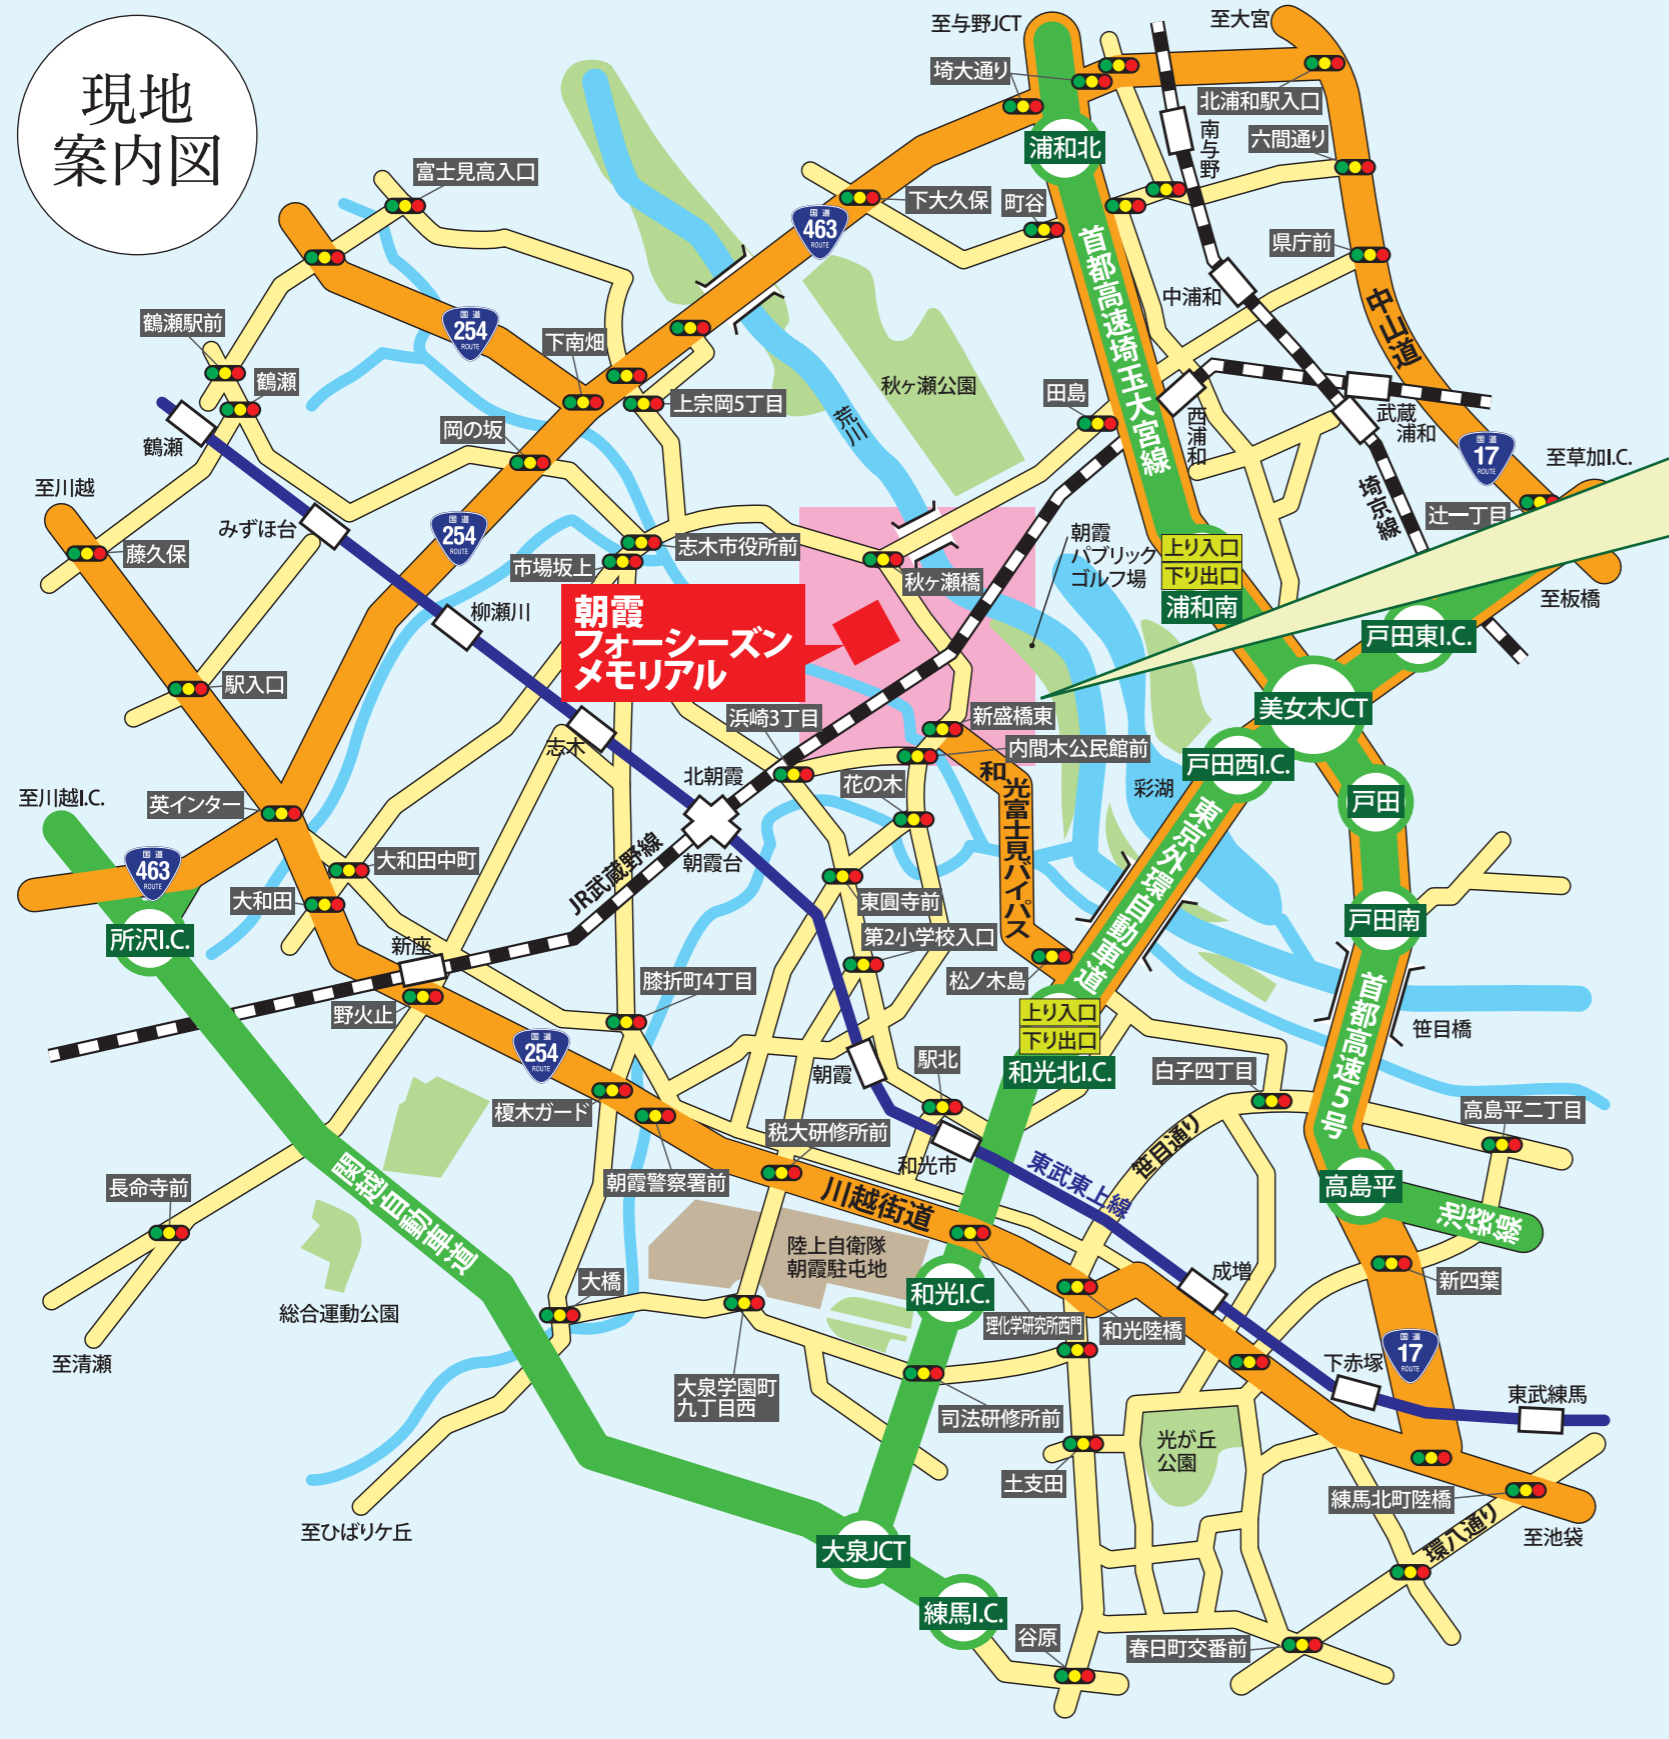 現地
案内図
至与野JCT
至大宮
埼大通り
北浦和駅入口
南与野
六間通り
浦和北
富士見高入口
下大久保
町谷
県庁前
国道
463
ROUTE
首都高速埼玉大宮線
中浦和
中山道
鶴瀬駅前
国道
254
ROUTE
下南畑
秋ヶ瀬公園
荒川
田島
西浦和
武蔵
浦和
鶴瀬
上宗岡5丁目
岡の坂
鶴瀬
国道
17
ROUTE
至草加I.C.
至川越
みずほ台
国道
254
ROUTE
埼京線
辻一丁目
藤久保
市場坂上
志木市役所前
秋ヶ瀬橋
朝霞
パブリック
ゴルフ場
上り入口
下り出口
浦和南
至板橋
柳瀬川
朝霞
フォーシーズン
メモリアル
戸田東I.C.
駅入口
浜崎3丁目
新盛橋東
美女木JCT
志木
内間木公民館前
戸田西I.C.
北朝霞
花の木
和光富士見バイパス
彩湖
戸田
至川越I.C.
英インター
国道
463
ROUTE
大和田中町
朝霞台
JR武蔵野線
東京外環自動車道
大和田
東圓寺前
戸田南
所沢I.C.
新座
第2小学校入口
膝折町4丁目
松ノ木島
野火止
上り入口
下り出口
首都高速5号
笹目橋
国道
254
ROUTE
朝霞
駅北
和光北I.C.
白子四丁目
榎木ガード
高島平二丁目
税大研修所前
笹目通り
和光市
東武東上線
朝霞警察署前
高島平
長命寺前
関越自動車道
川越街道
池袋線
陸上自衛隊
朝霞駐屯地
総合運動公園
大橋
和光I.C.
成増
新四葉
理化学研究所西門
和光陸橋
至清瀬
国道
17
ROUTE
下赤塚
東武練馬
大泉学園町
九丁目西
司法研修所前
光が丘
公園
土支田
練馬北町陸橋
至ひばりケ丘
環八通り
至池袋
大泉JCT
練馬I.C.
谷原
春日町交番前